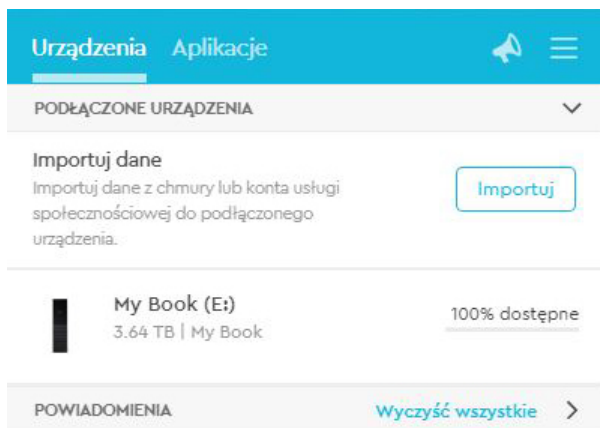 Urządzenia Aplikacje
PODŁĄCZONE URZĄDZENIA
Importuj dane
Importuj dane z chmury lub konta usługi
społecznościowej do podłączonego
urządzenia.
Importuj
My Book (E:)
3.64 TB | My Book
100% dostępne
POWIADOMIENIA
Wyczyść wszystkie